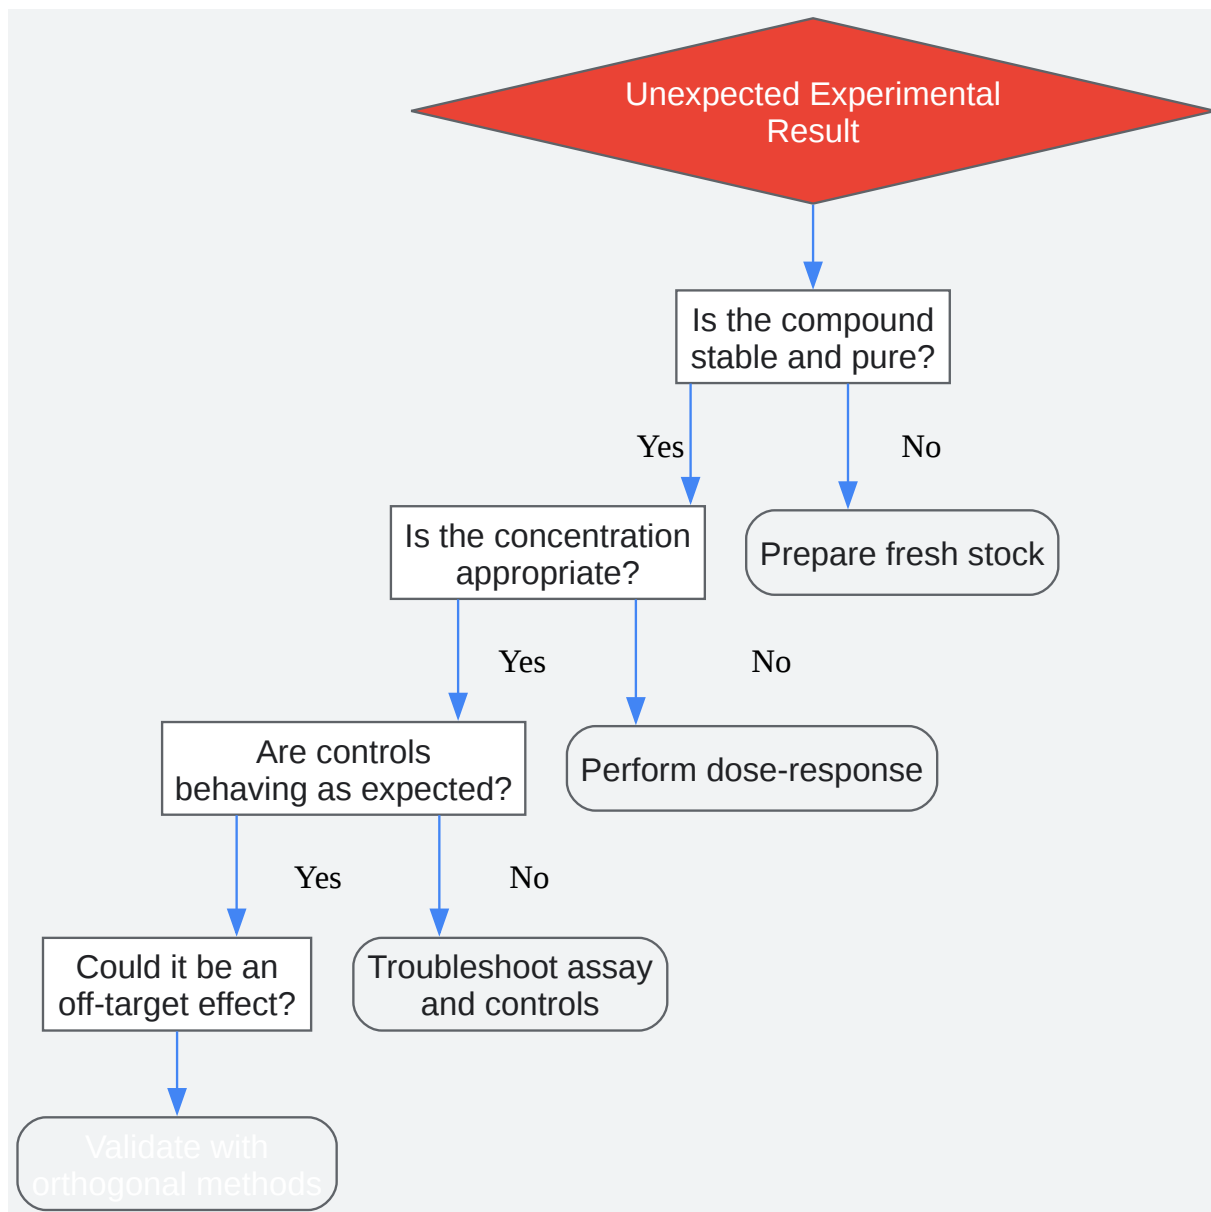 Unexpected Experimental
Result
Is the compound
stable and pure?
Yes
No
Is the concentration
appropriate?
Prepare fresh stock
Yes
No
Are controls
behaving as expected?
Perform dose-response
Yes
No
Could it be an
off-target effect?
Troubleshoot assay
and controls
Validate with
orthogonal methods